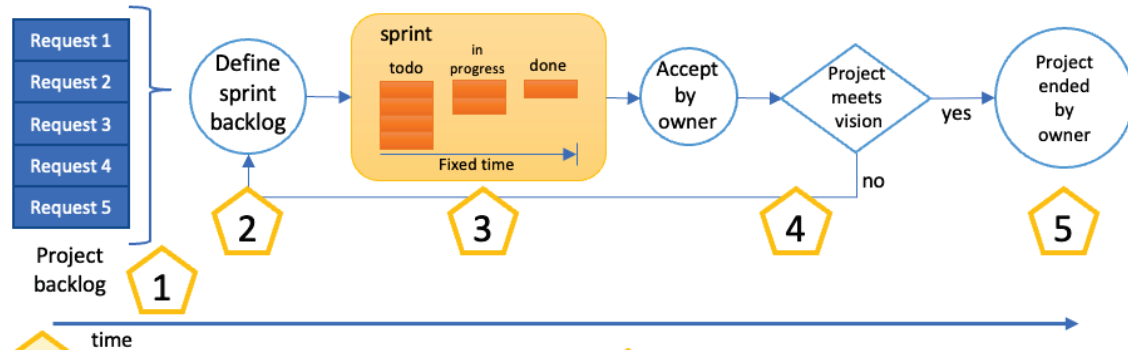 Request 1
Request 2
Request 3
Request 4
Request 5
Project
backlog
1
Define
sprint
backlog
2
sprint
todo
in
progress
done
Fixed time
3
Accept
by
owner
Project
meets
vision
yes
no
4
Project
ended
by
owner
5
time